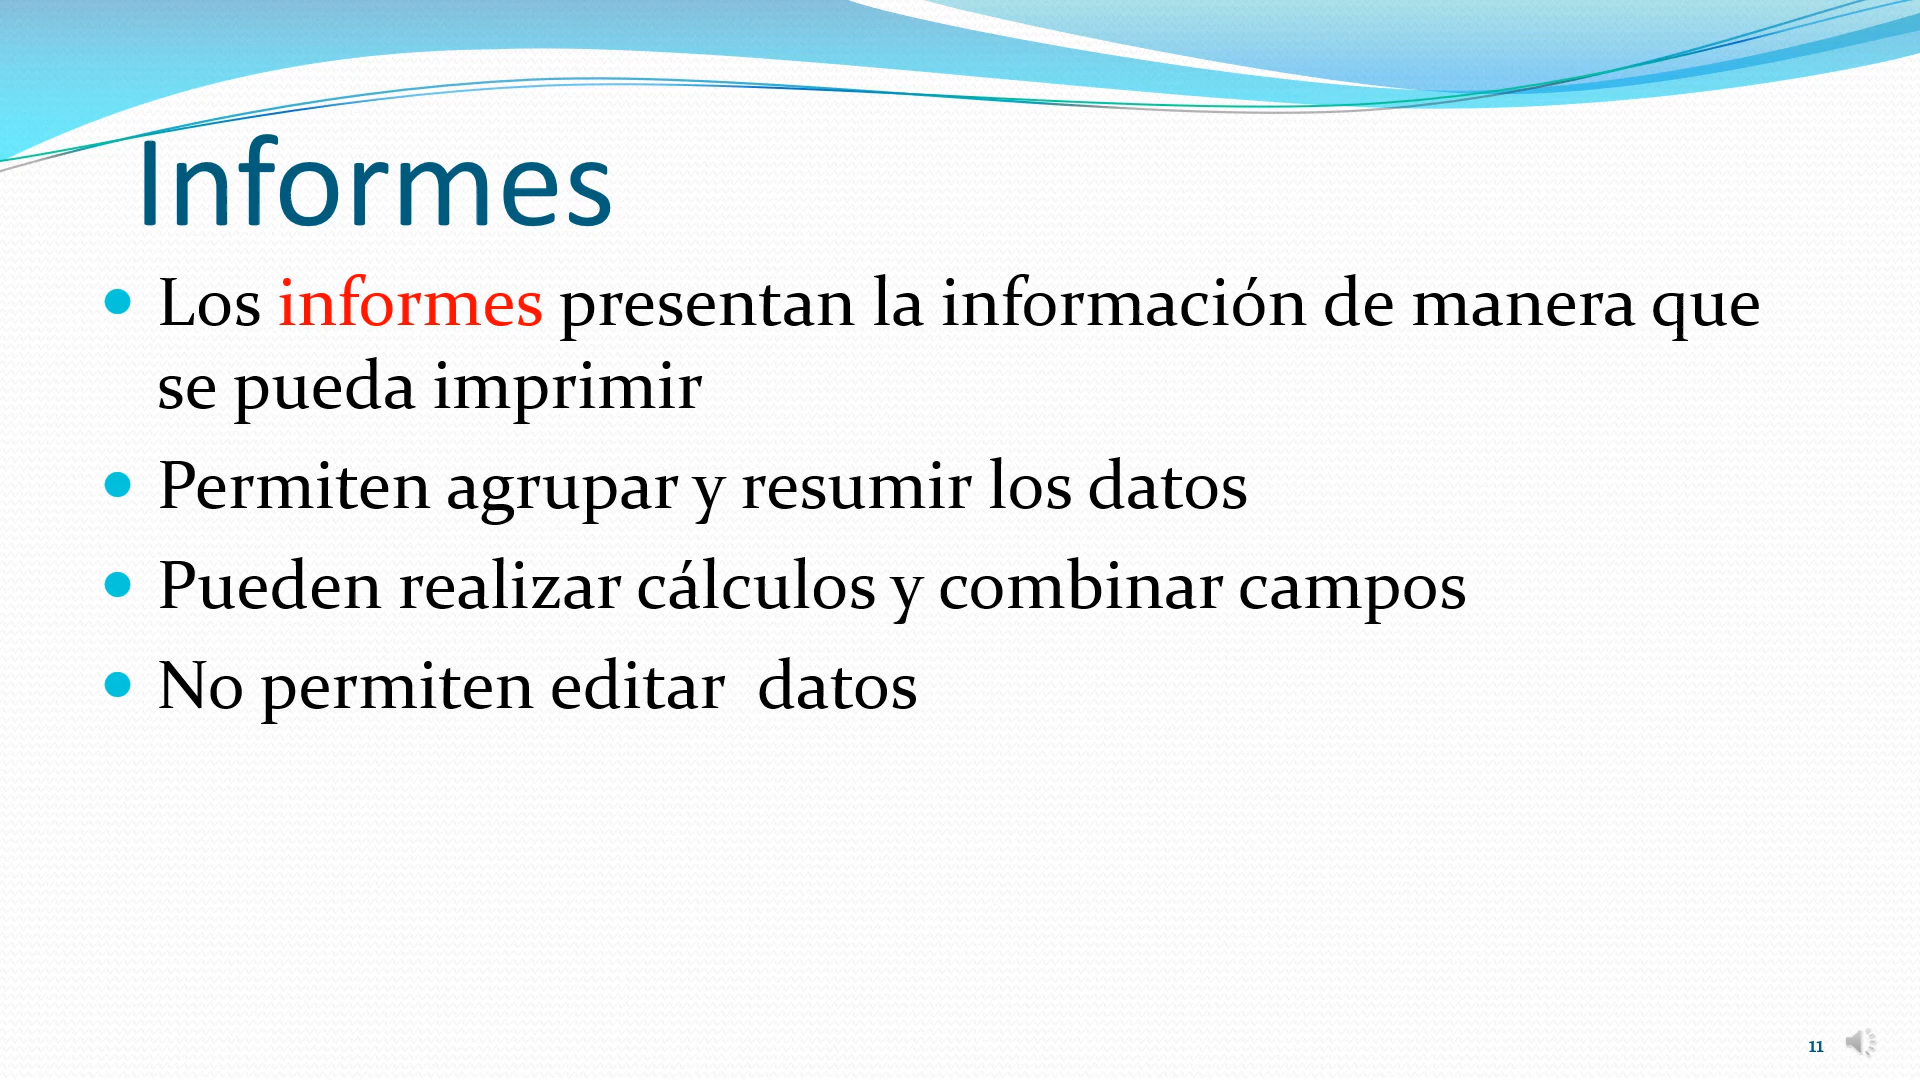 Informes
• Los informes presentan la información de manera que
se pueda imprimir
• Permiten agrupar y resumir los datos
• Pueden realizar cálculos y combinar campos
• No permiten editar  datos
11